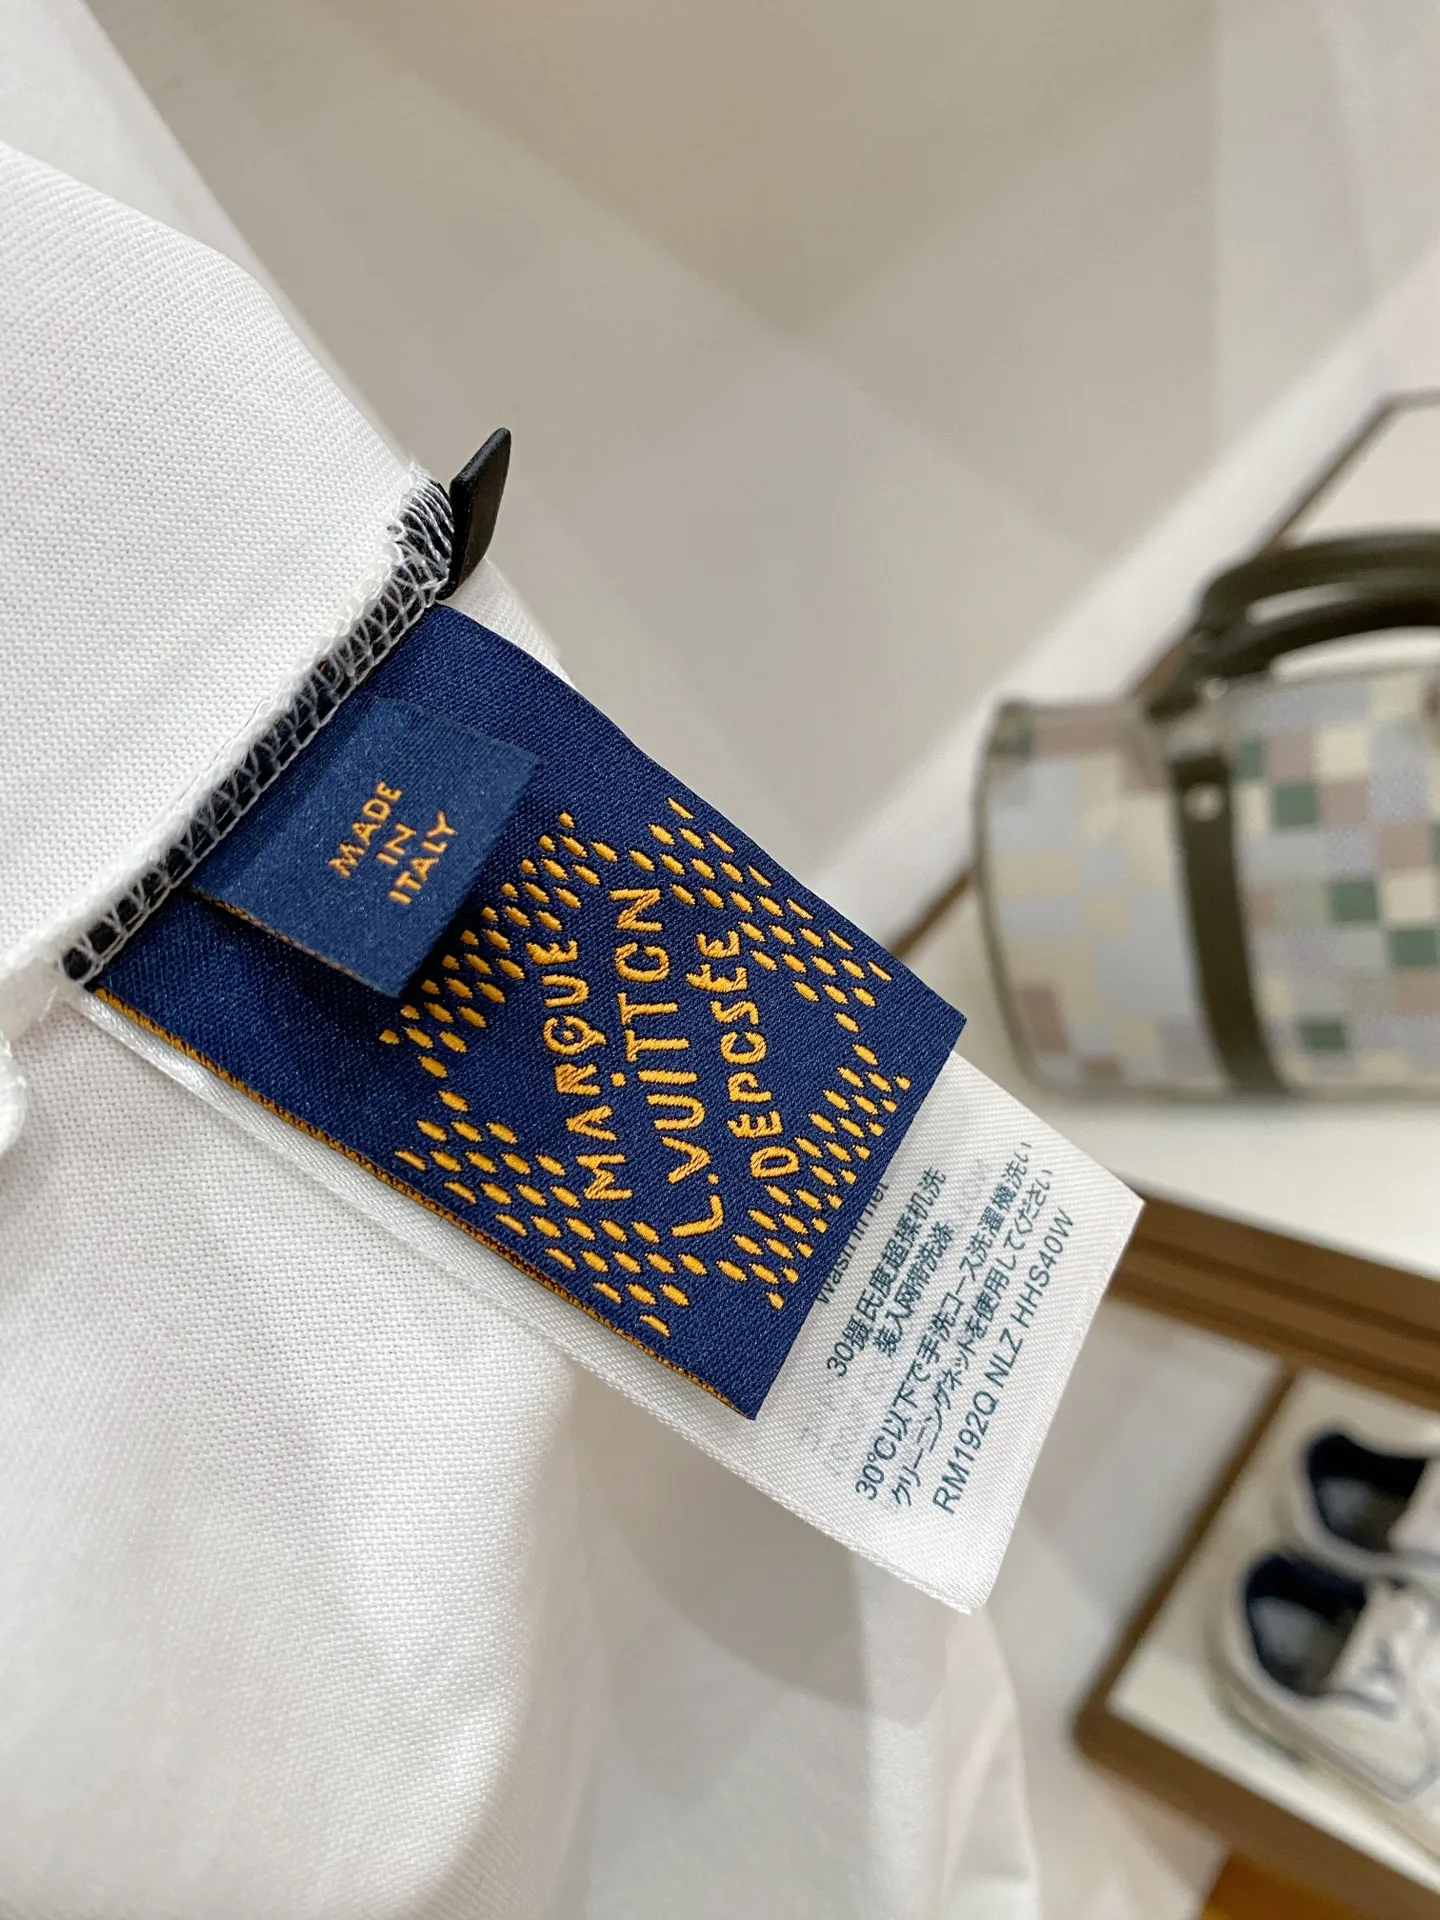 MADE
IN
ITALY
MARQUE
L.VUITTON
DÉPOSÉE
30摄氏度超柔机洗
装入网带洗涤
30℃以下で手洗コース洗濯機洗い
クリーニングネットを使用してください
RM192Q NLZ HHS40W